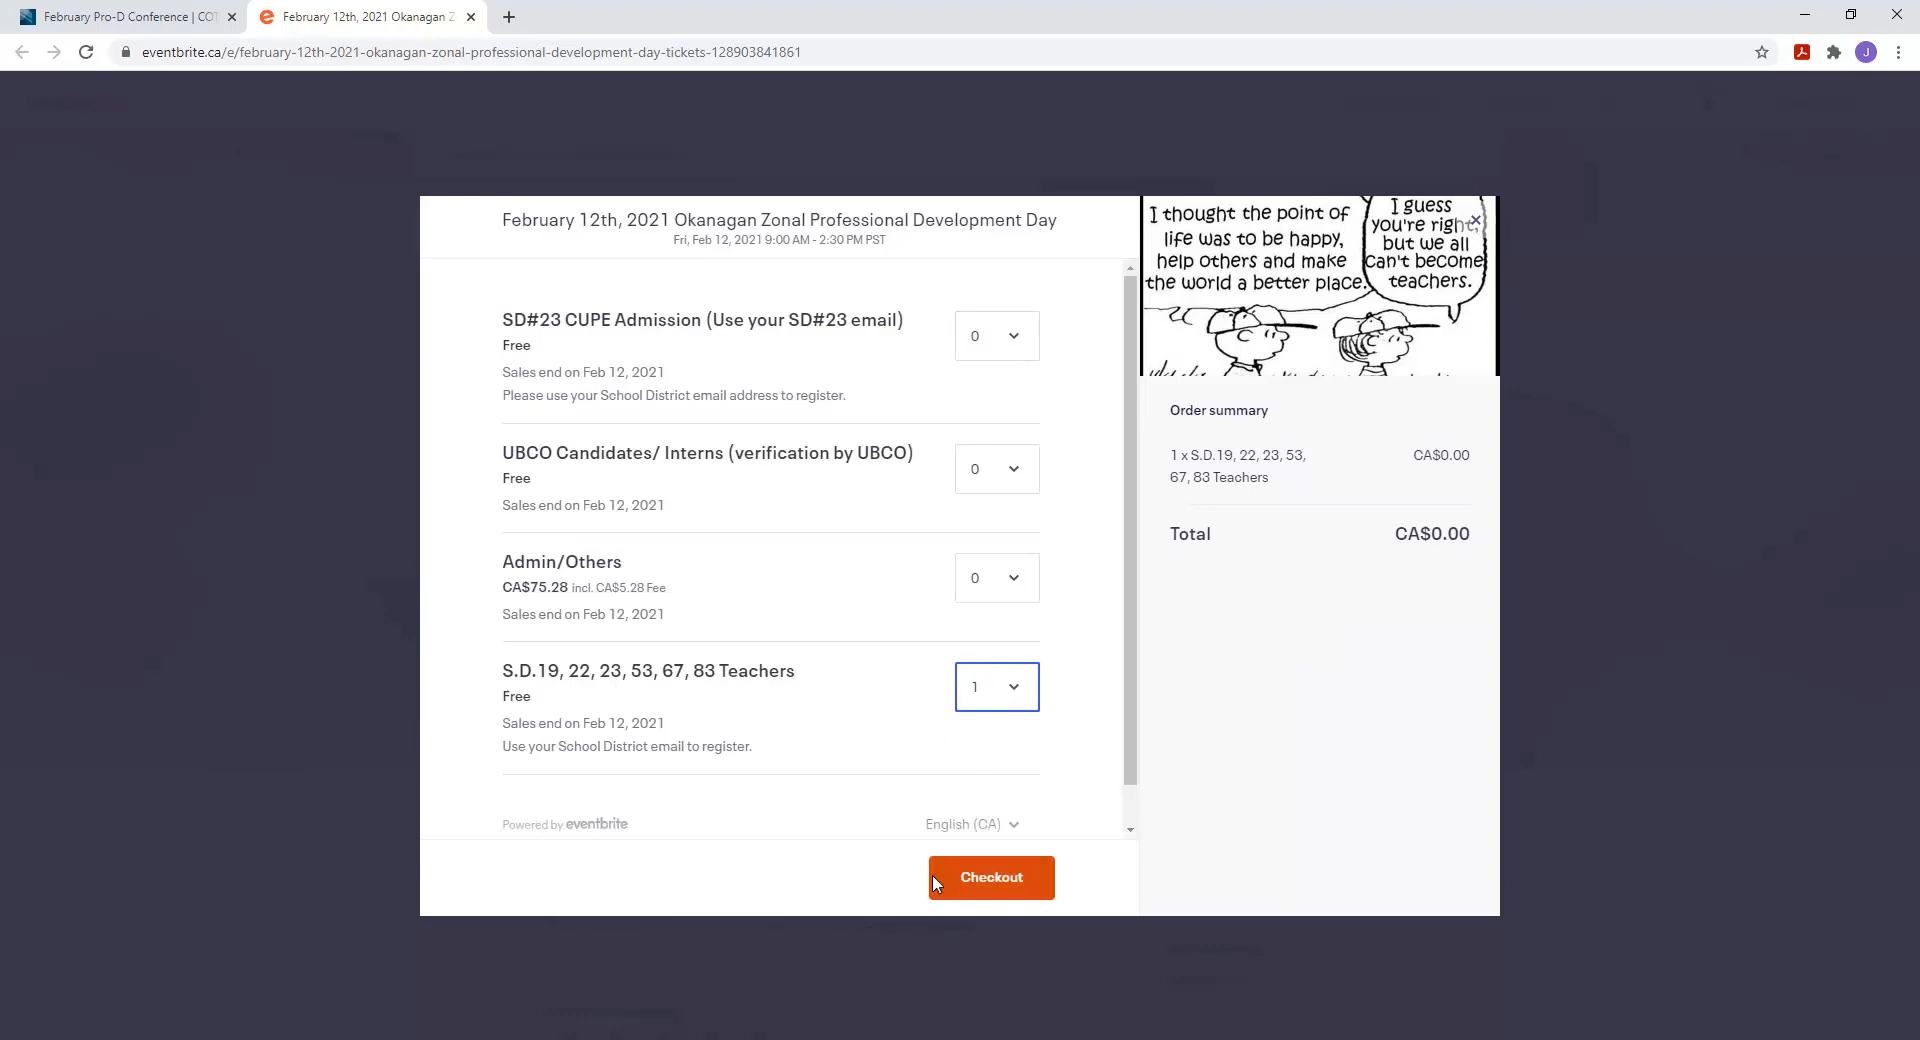 February Pro-D Conference | COT
February 12th, 2021 Okanagan Z
eventbrite.ca/e/february-12th-2021-okanagan-zonal-professional-development-day-tickets-128903841861
J
February 12th, 2021 Okanagan Zonal Professional Development Day
Fri, Feb 12, 2021 9:00 AM - 2:30 PM PST
SD#23 CUPE Admission (Use your SD#23 email)
0
Free
Sales end on Feb 12, 2021
Please use your School District email address to register.
UBCO Candidates/ Interns (verification by UBCO)
0
Free
Sales end on Feb 12, 2021
Admin/Others
0
CA$75.28 incl. CA$5.28 Fee
Sales end on Feb 12, 2021
S.D.19, 22, 23, 53, 67, 83 Teachers
1
Free
Sales end on Feb 12, 2021
Use your School District email to register.
Powered by eventbrite
English (CA)
Checkout
I thought the point of
life was to be happy,
help others and make
the world a better place.
I guess
you're right,
but we all
can't become
teachers.
Order summary
1 x S.D.19, 22, 23, 53,
67, 83 Teachers
CA$0.00
Total
CA$0.00